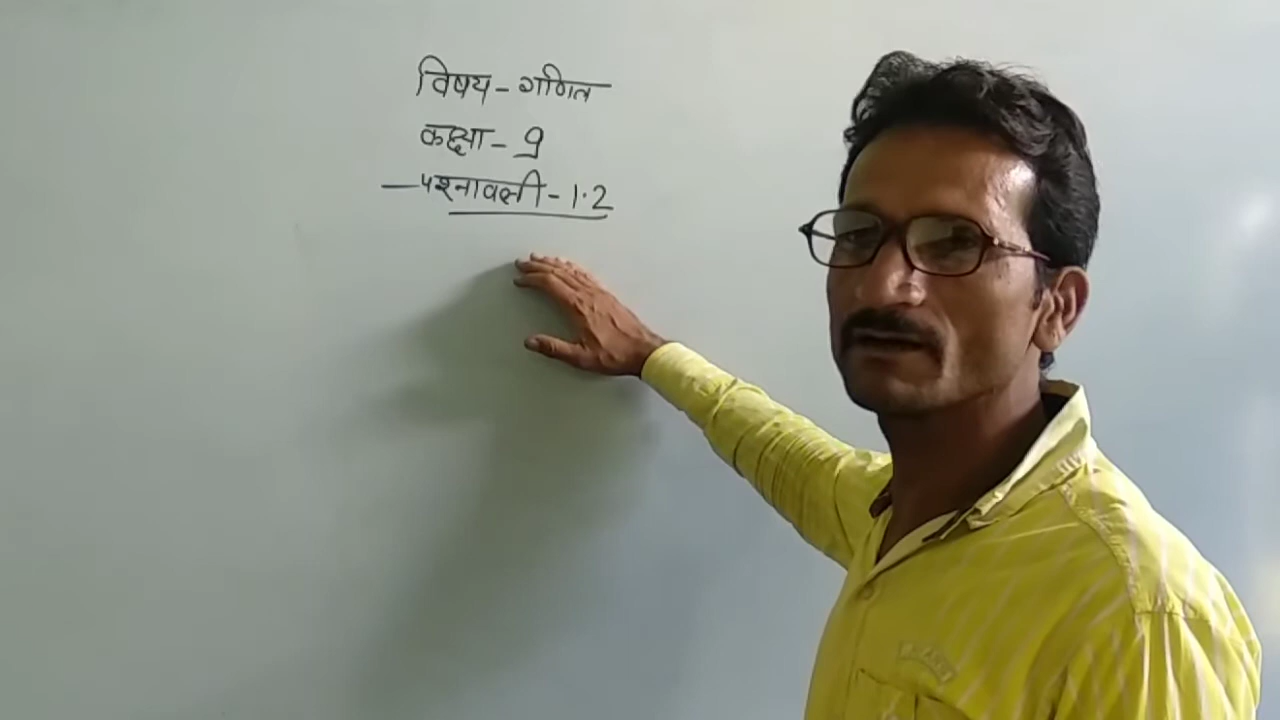 विषय - गणित
कक्षा - 9
प्रश्नावली - 1.2